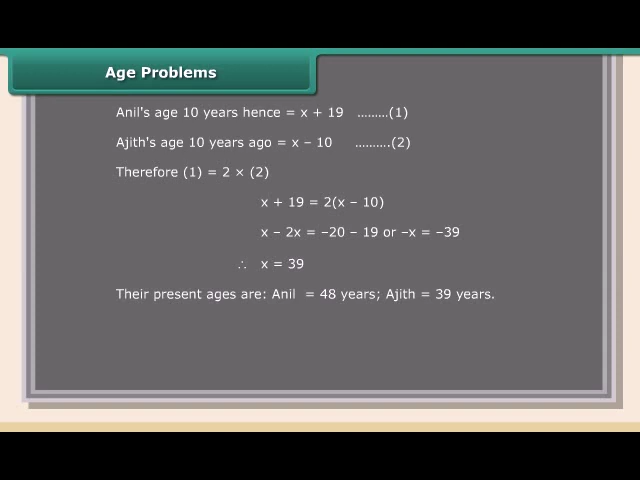 Age Problems
Anil's age 10 years hence = x + 19 .........(1)
Ajith's age 10 years ago = x – 10 ..........(2)
Therefore (1) = 2 × (2)
x + 19 = 2(x – 10)
x – 2x = –20 – 19 or –x = –39
∴ x = 39
Their present ages are: Anil = 48 years; Ajith = 39 years.